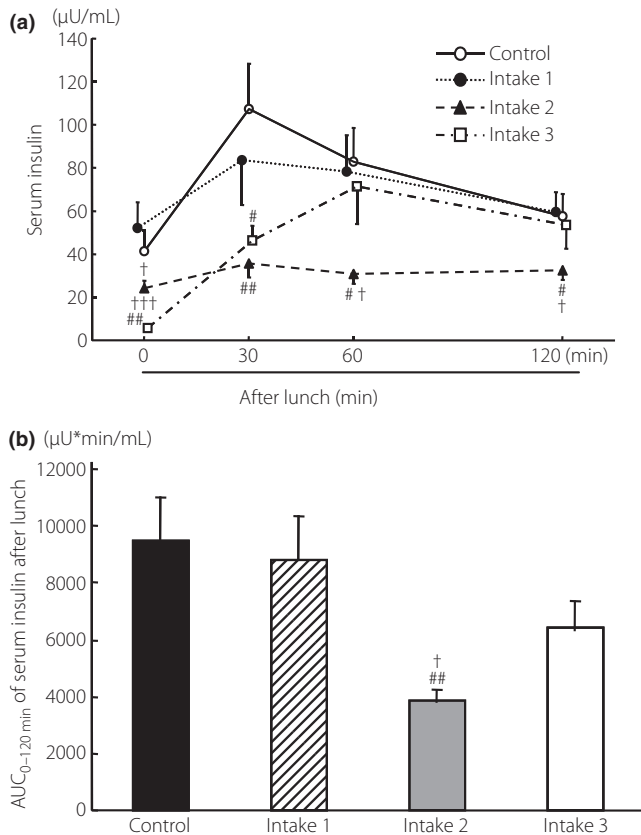 (a)
(μU/mL)
140
120
100
80
60
40
20
0
Serum insulin
Control
Intake 1
Intake 2
Intake 3
†
†††
##
#
##
# †
#
†
0
30
60
120 (min)
After lunch (min)
(b) (μU*min/mL)
12000
10000
8000
6000
4000
2000
0
AUC0–120 min of serum insulin after lunch
†
##
Control
Intake 1
Intake 2
Intake 3